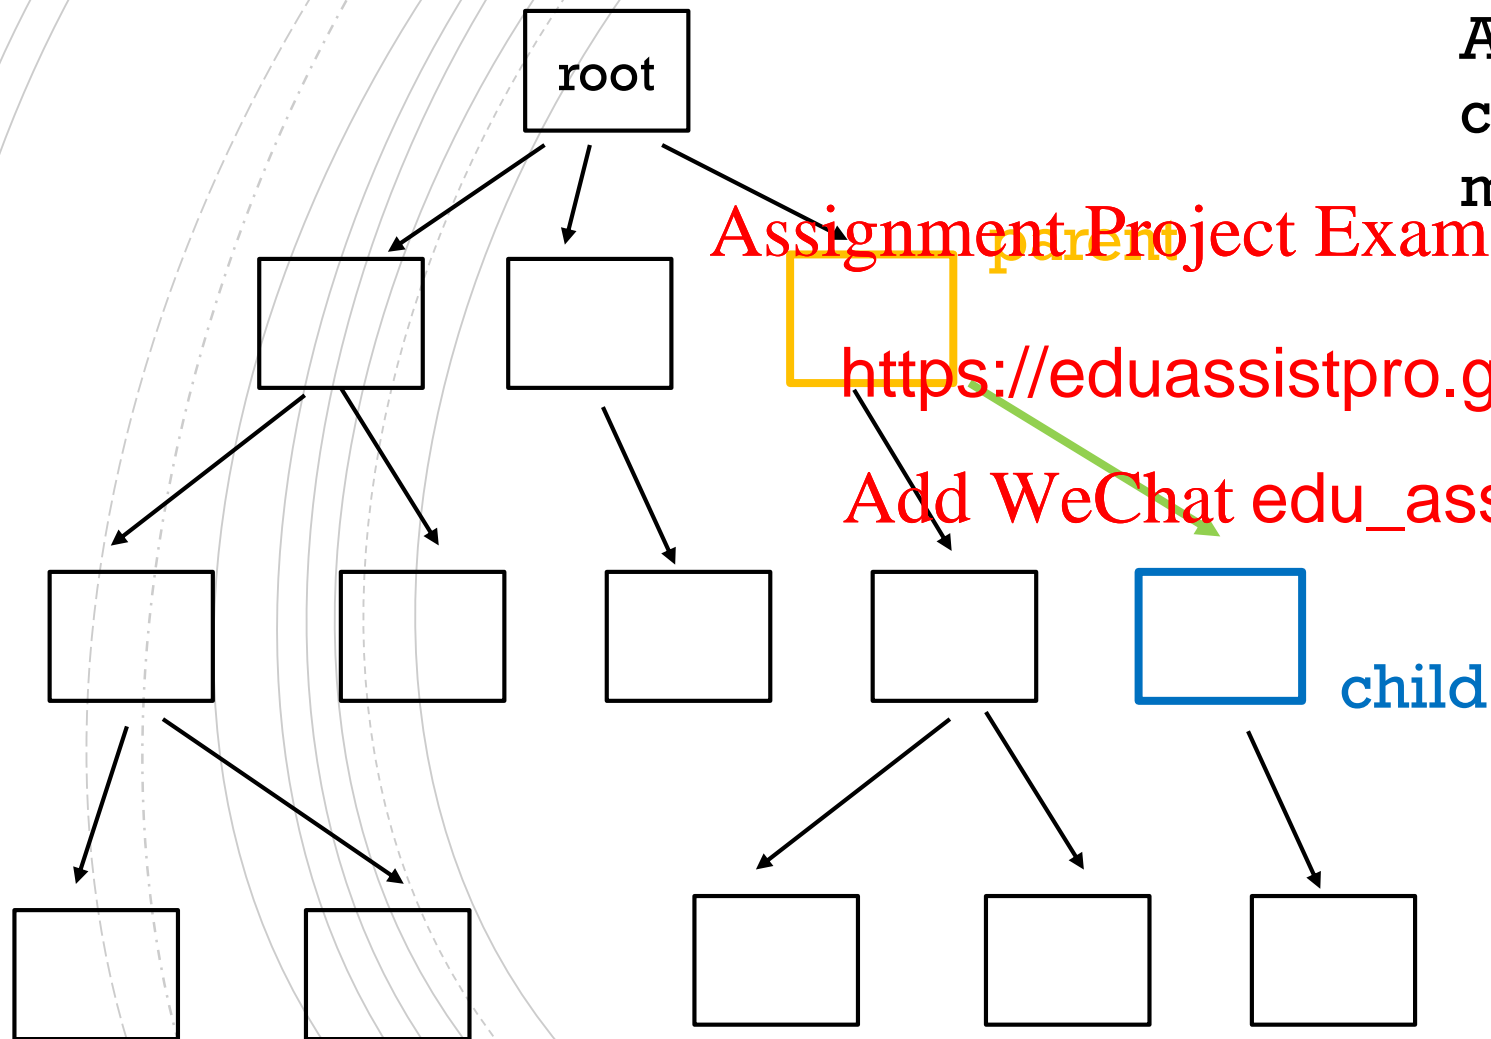 root
A
c
m
parent
Assignment Project Exam
https://eduassistpro.g
Add WeChat edu_ass
child